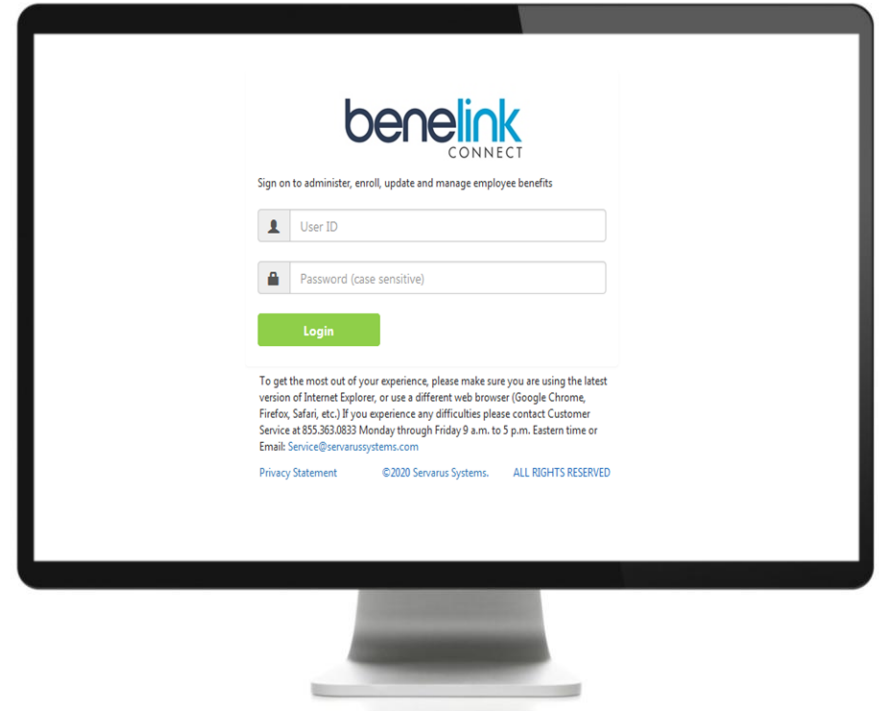 benelink
CONNECT
Sign on to administer, enroll, update and manage employee benefits
User ID
Password (case sensitive)
Login
To get the most out of your experience, please make sure you are using the latest
version of Internet Explorer, or use a different web browser (Google Chrome,
Firefox, Safari, etc.) If you experience any difficulties please contact Customer
Service at 855.363.0833 Monday through Friday 9 a.m. to 5 p.m. Eastern time or
Email: Service@servarussystems.com
Privacy Statement ©2020 Servarus Systems. ALL RIGHTS RESERVED